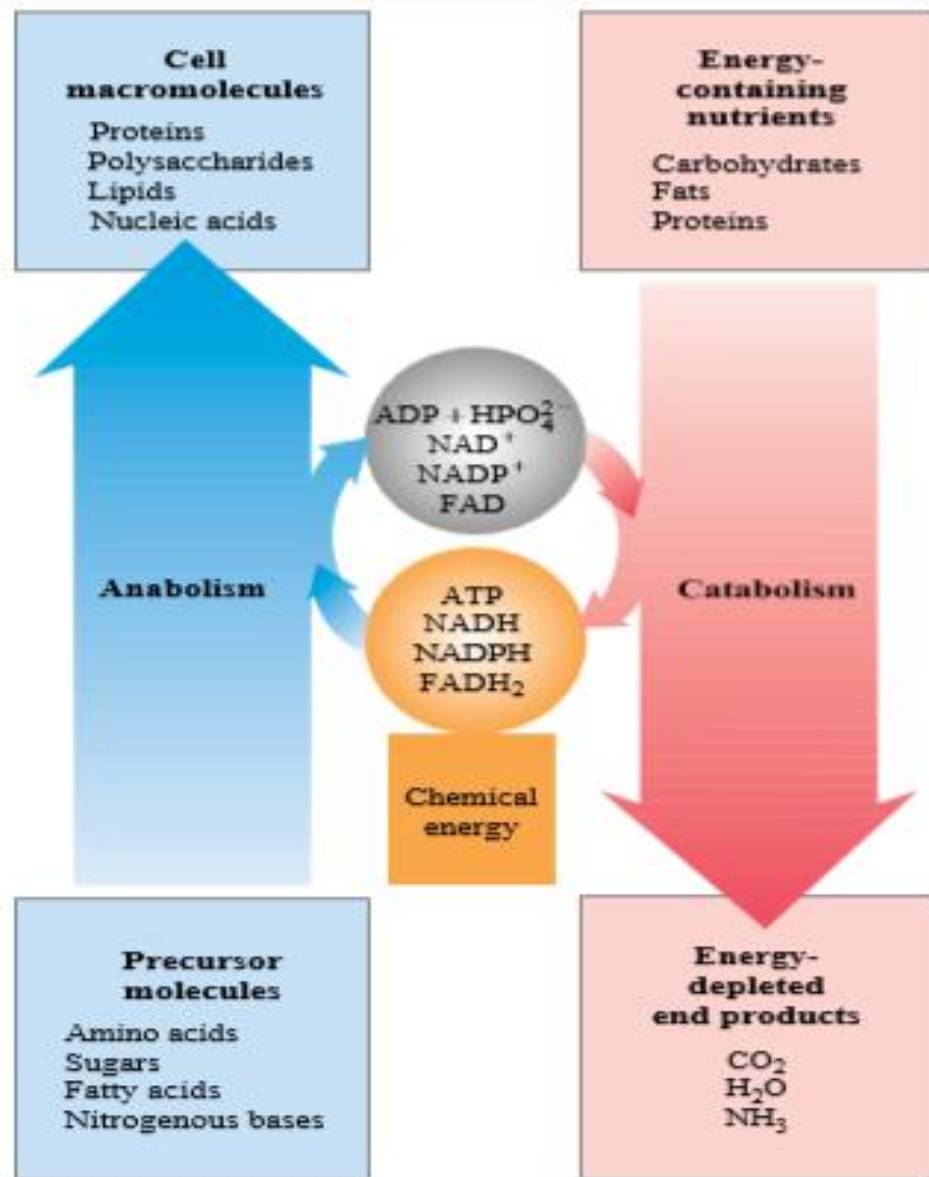 Cell
macromolecules
Proteins
Polysaccharides
Lipids
Nucleic acids
Energy-
containing
nutrients
Carbohydrates
Fats
Proteins
ADP + HPO₄²⁻
NAD⁺
NADP⁺
FAD
Anabolism
ATP
NADH
NADPH
FADH₂
Catabolism
Chemical
energy
Precursor
molecules
Amino acids
Sugars
Fatty acids
Nitrogenous bases
Energy-
depleted
end products
CO₂
H₂O
NH₃